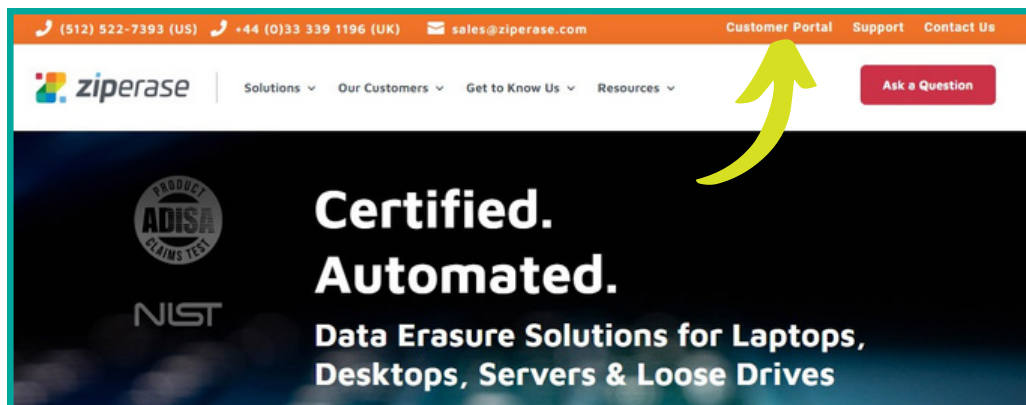 (512) 522-7393 (US) +44 (0)33 339 1196 (UK) sales@ziperase.com Customer Portal Support Contact Us
ziperase Solutions Our Customers Get to Know Us Resources Ask a Question
PRODUCT
ADISA
CLAIMS TEST
NIST
Certified.
Automated.
Data Erasure Solutions for Laptops,
Desktops, Servers & Loose Drives